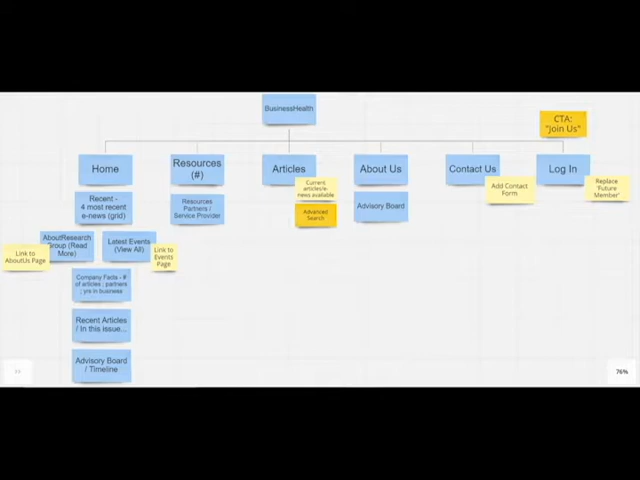 BusinessHealth
CTA:
"Join Us"
Home
Resources
(#)
Articles
About Us
Contact Us
Log In
Current
articles/e-
news available
Add Contact
Form
Replace
"Future
Member"
Recent -
4 most recent
e-news (grid)
Resources
Partners /
Service Provider
Advanced
Search
Advisory Board
Link to
AboutUs Page
AboutResearch
Group (Read
More)
Latest Events
(View All)
Link to
Events
Page
Company Facts - #
of articles ; partners
; yrs in business
Recent Articles
/ In this issue...
Advisory Board
/ Timeline
76%